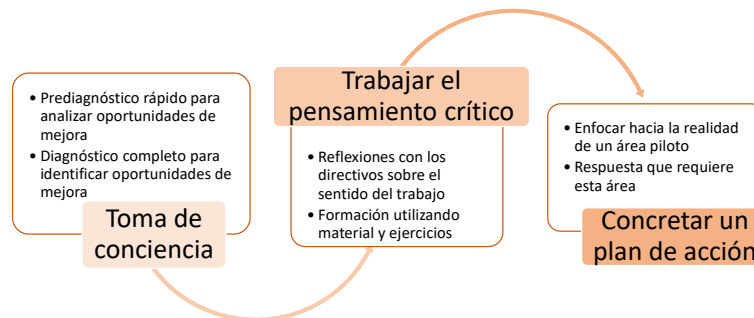 • Prediagnóstico rápido para
analizar oportunidades de
mejora
• Diagnóstico completo para
identificar oportunidades de
mejora
Toma de
conciencia
Trabajar el
pensamiento crítico
• Reflexiones con los
directivos sobre el
sentido del trabajo
• Formación utilizando
material y ejercicios
• Enfocar hacia la realidad
de un área piloto
• Respuesta que requiere
esta área
Concretar un
plan de acción